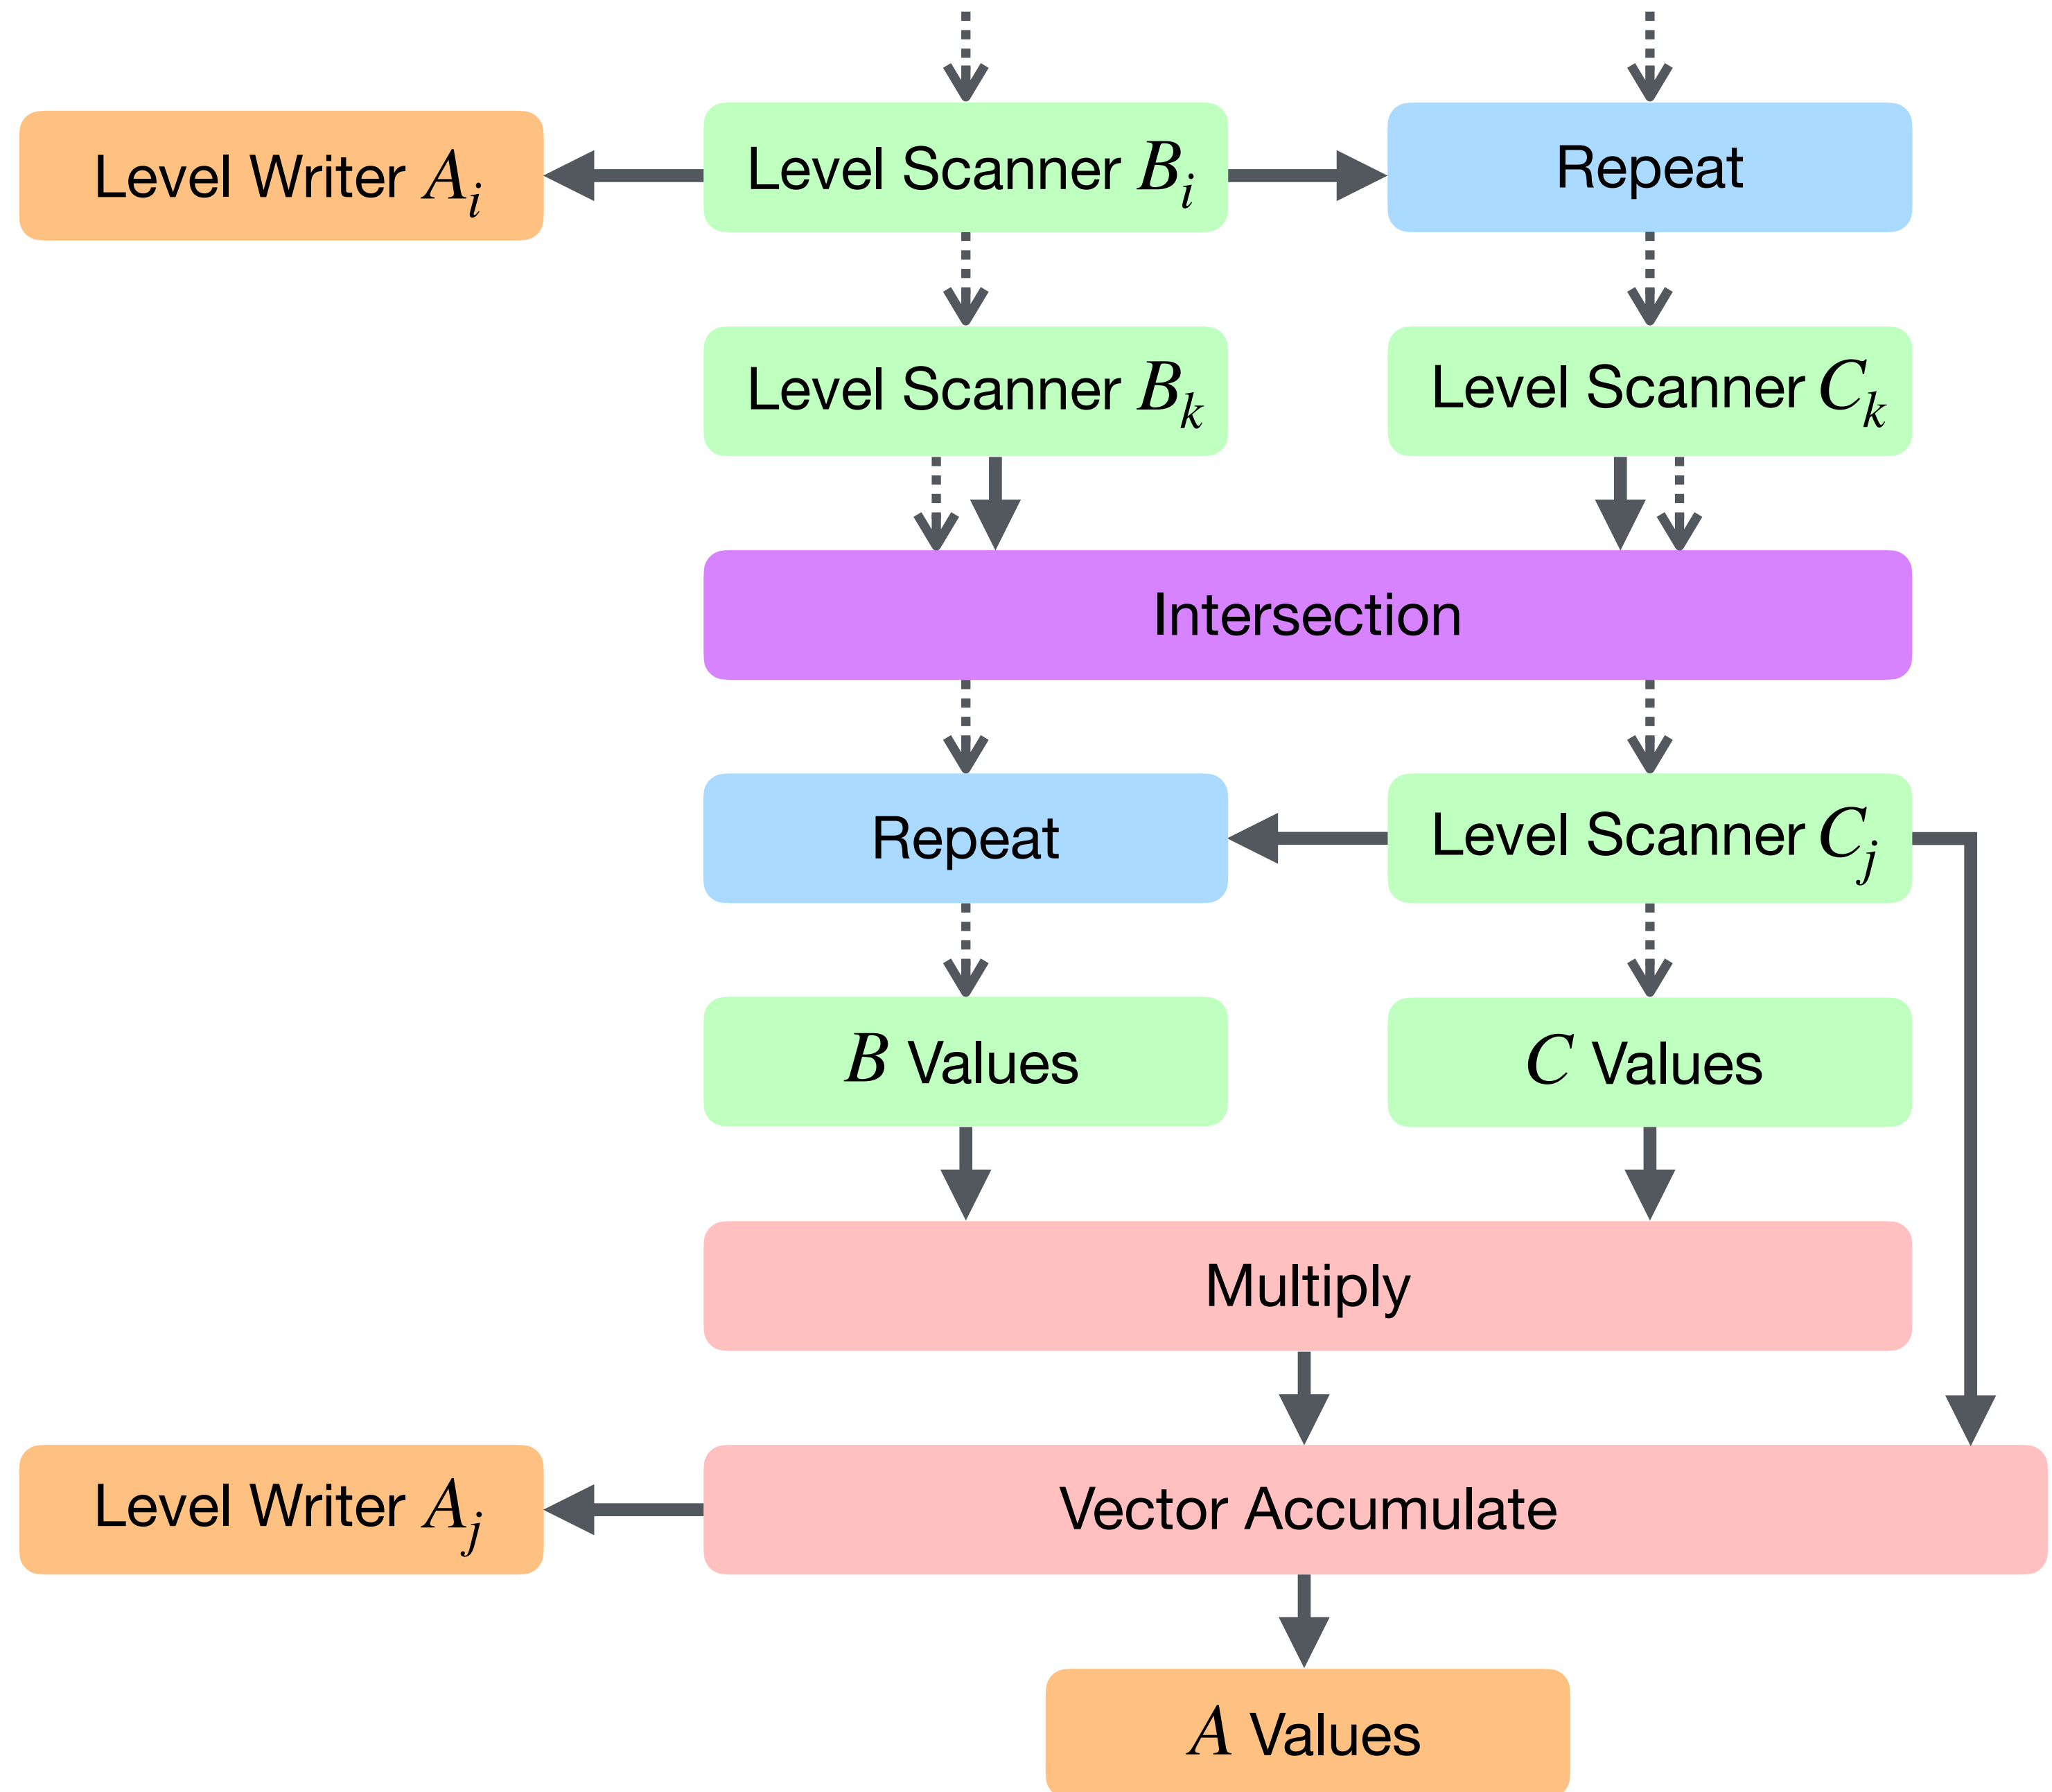 Level Writer A_i
Level Scanner B_i
Repeat
Level Scanner B_k
Level Scanner C_k
Intersection
Repeat
Level Scanner C_j
B Values
C Values
Multiply
Level Writer A_j
Vector Accumulate
A Values